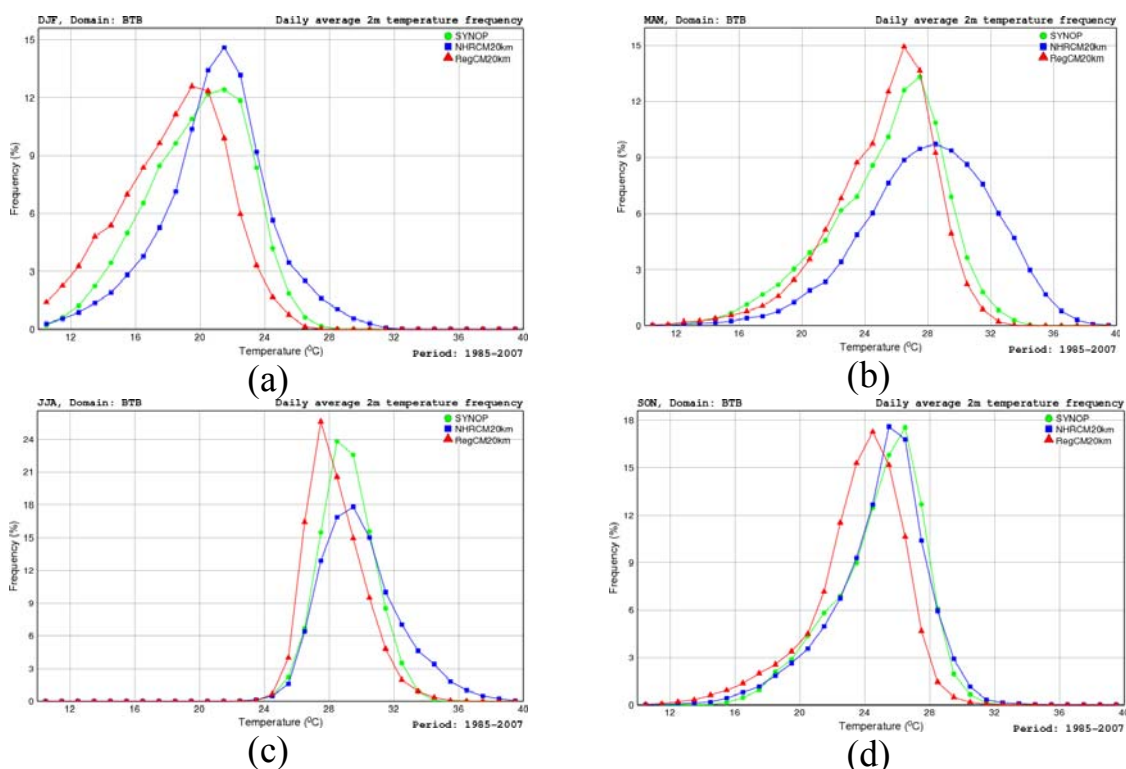 DJF, Domain: BTB Daily average 2m temperature frequency
SYNOP
NHRCM20km
RegCM20km
15
12
9
6
3
0
Frequency (%)
12 16 20 24 28 32 36 40
Temperature (⁰C)
Period: 1985-2007
(a)
MAM, Domain: BTB Daily average 2m temperature frequency
SYNOP
NHRCM20km
RegCM20km
15
12
9
6
3
0
Frequency (%)
12 16 20 24 28 32 36 40
Temperature (⁰C)
Period: 1985-2007
(b)
JJA, Domain: BTB Daily average 2m temperature frequency
SYNOP
NHRCM20km
RegCM20km
24
21
18
15
12
9
6
3
0
Frequency (%)
12 16 20 24 28 32 36 40
Temperature (⁰C)
Period: 1985-2007
(c)
SON, Domain: BTB Daily average 2m temperature frequency
SYNOP
NHRCM20km
RegCM20km
18
15
12
9
6
3
0
Frequency (%)
12 16 20 24 28 32 36 40
Temperature (⁰C)
Period: 1985-2007
(d)